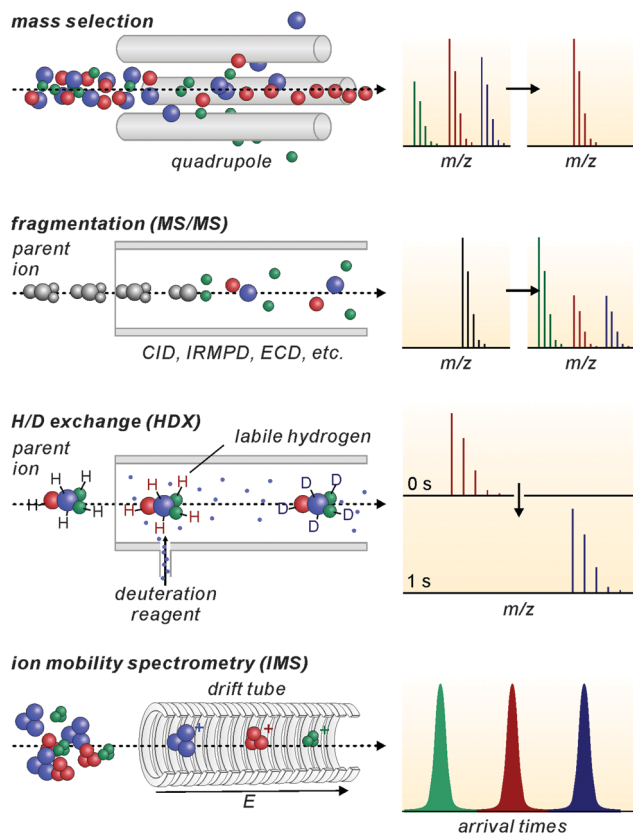 mass selection
quadrupole
m/z
m/z
fragmentation (MS/MS)
parent
ion
CID, IRMPD, ECD, etc.
m/z
m/z
H/D exchange (HDX)
parent
ion
labile hydrogen
H
H
H
H
H
H
H
H
H
H
D
D
D
D
D
deuteration
reagent
0 s
1 s
m/z
ion mobility spectrometry (IMS)
drift tube
+
+
+
E
arrival times